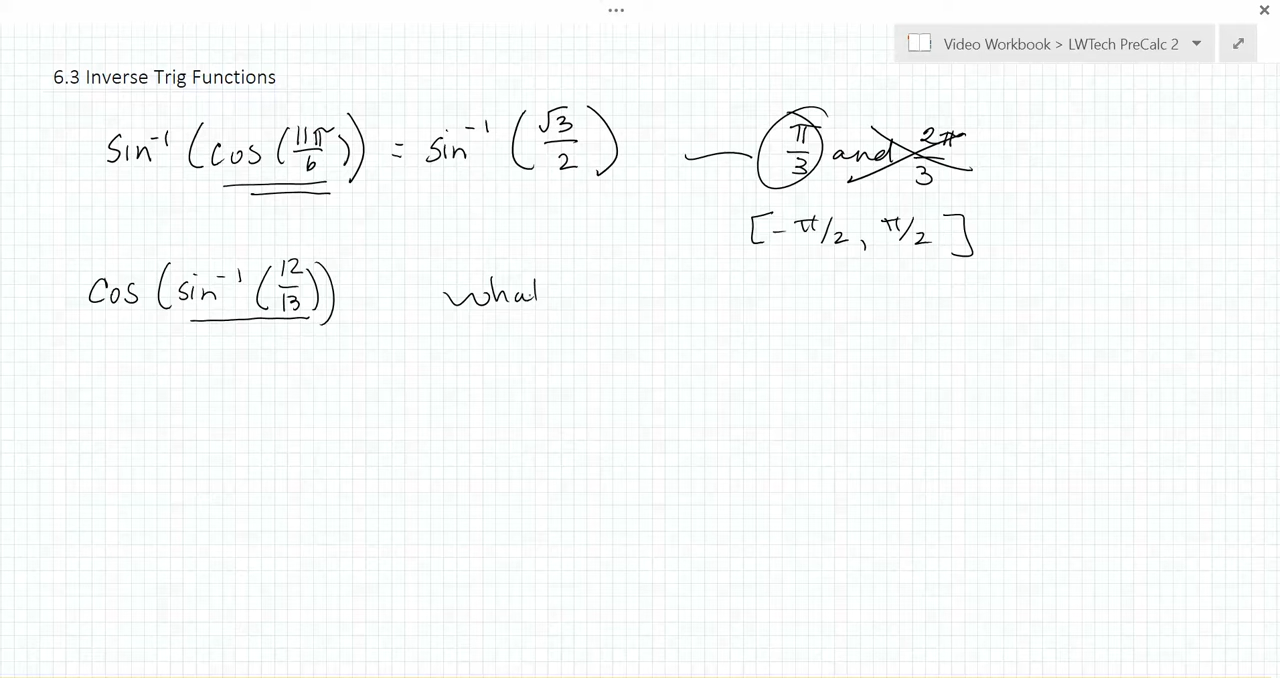 ...
Video Workbook > LWTech PreCalc 2
6.3 Inverse Trig Functions
Sin⁻¹ (cos (11π/6)) = sin⁻¹ (√3/2) π/3 and 2π/3
[-π/2, π/2]
Cos (sin⁻¹ (12/13)) what